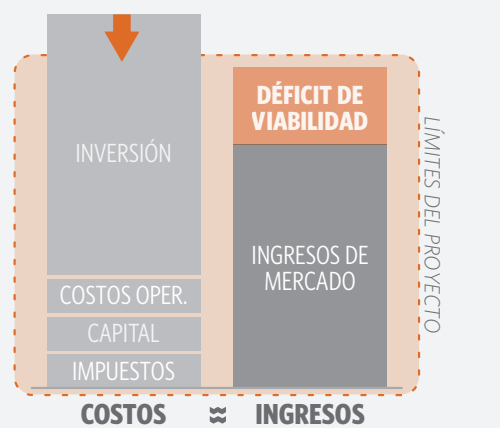 INVERSIÓN
COSTOS OPER.
CAPITAL
IMPUESTOS
DÉFICIT DE
VIABILIDAD
INGRESOS DE
MERCADO
LÍMITES DEL PROYECTO
COSTOS ≈ INGRESOS